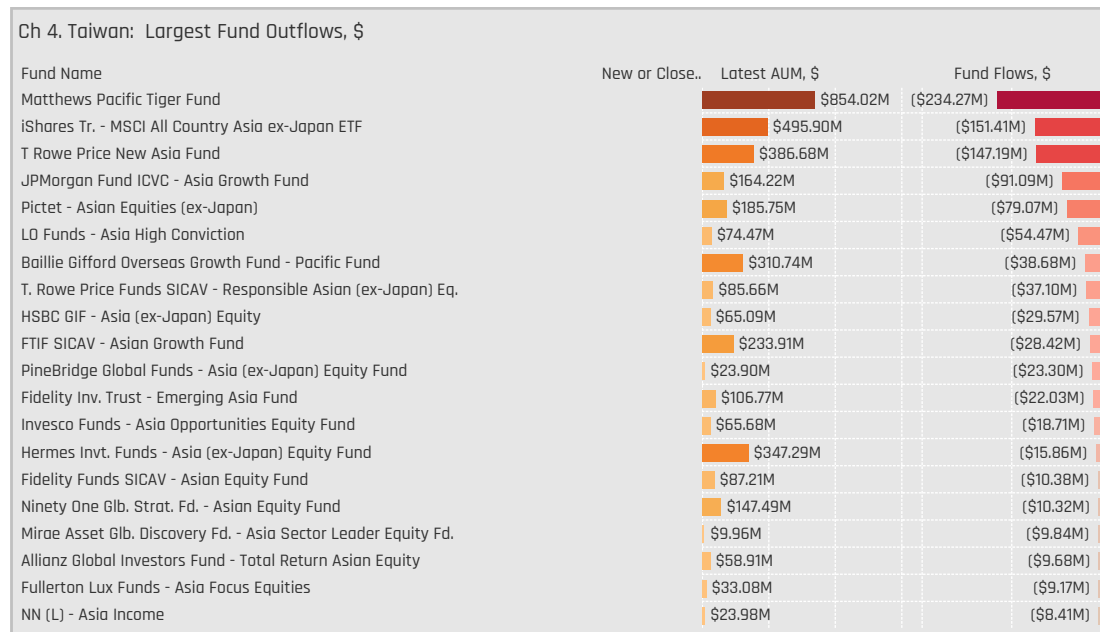 Ch 4. Taiwan: Largest Fund Outflows, $
Fund Name New or Close.. Latest AUM, $ Fund Flows, $
Matthews Pacific Tiger Fund $854.02M ($234.27M)
iShares Tr. - MSCI All Country Asia ex-Japan ETF $495.90M ($151.41M)
T Rowe Price New Asia Fund $386.68M ($147.19M)
JPMorgan Fund ICVC - Asia Growth Fund $164.22M ($91.09M)
Pictet - Asian Equities (ex-Japan) $185.75M ($79.07M)
LO Funds - Asia High Conviction $74.47M ($54.47M)
Baillie Gifford Overseas Growth Fund - Pacific Fund $310.74M ($38.68M)
T. Rowe Price Funds SICAV - Responsible Asian (ex-Japan) Eq. $85.66M ($37.10M)
HSBC GIF - Asia (ex-Japan) Equity $65.09M ($29.57M)
FTIF SICAV - Asian Growth Fund $233.91M ($28.42M)
PineBridge Global Funds - Asia (ex-Japan) Equity Fund $23.90M ($23.30M)
Fidelity Inv. Trust - Emerging Asia Fund $106.77M ($22.03M)
Invesco Funds - Asia Opportunities Equity Fund $65.68M ($18.71M)
Hermes Invt. Funds - Asia (ex-Japan) Equity Fund $347.29M ($15.86M)
Fidelity Funds SICAV - Asian Equity Fund $87.21M ($10.38M)
Ninety One Glb. Strat. Fd. - Asian Equity Fund $147.49M ($10.32M)
Mirae Asset Glb. Discovery Fd. - Asia Sector Leader Equity Fd. $9.96M ($9.84M)
Allianz Global Investors Fund - Total Return Asian Equity $58.91M ($9.68M)
Fullerton Lux Funds - Asia Focus Equities $33.08M ($9.17M)
NN (L) - Asia Income $23.98M ($8.41M)